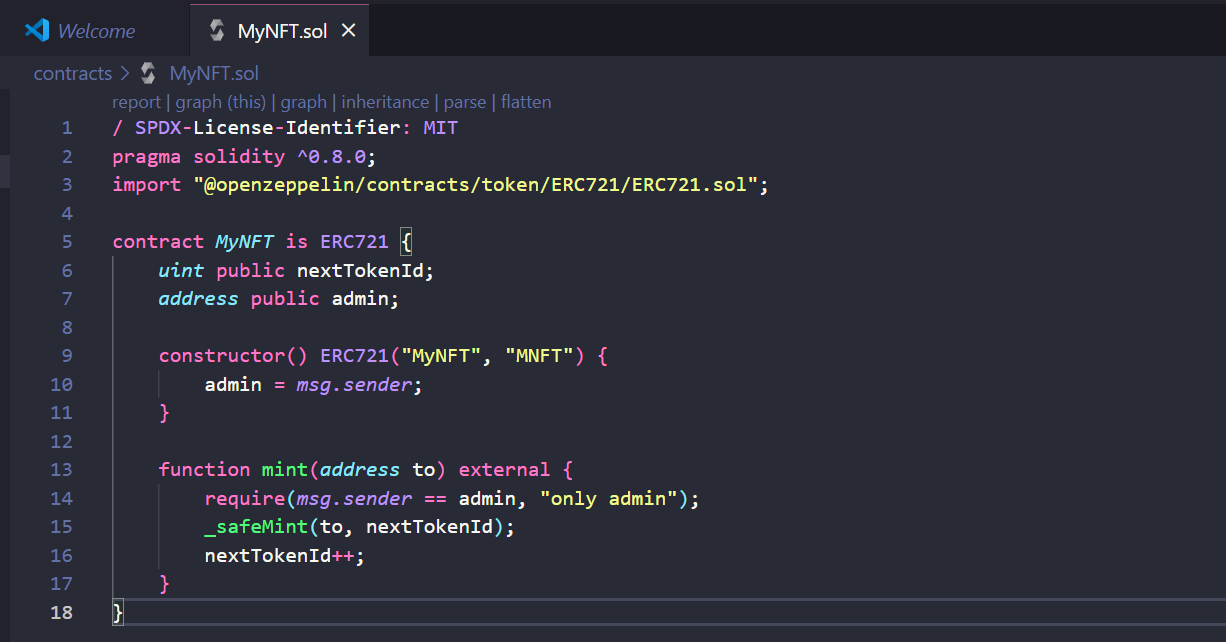 Welcome MyNFT.sol
contracts > MyNFT.sol
report | graph (this) | graph | inheritance | parse | flatten
1 / SPDX-License-Identifier: MIT
2 pragma solidity ^0.8.0;
3 import "@openzeppelin/contracts/token/ERC721/ERC721.sol";
4
5 contract MyNFT is ERC721 {
6     uint public nextTokenId;
7     address public admin;
8
9     constructor() ERC721("MyNFT", "MNFT") {
10         admin = msg.sender;
11     }
12
13     function mint(address to) external {
14         require(msg.sender == admin, "only admin");
15         _safeMint(to, nextTokenId);
16         nextTokenId++;
17     }
18 }